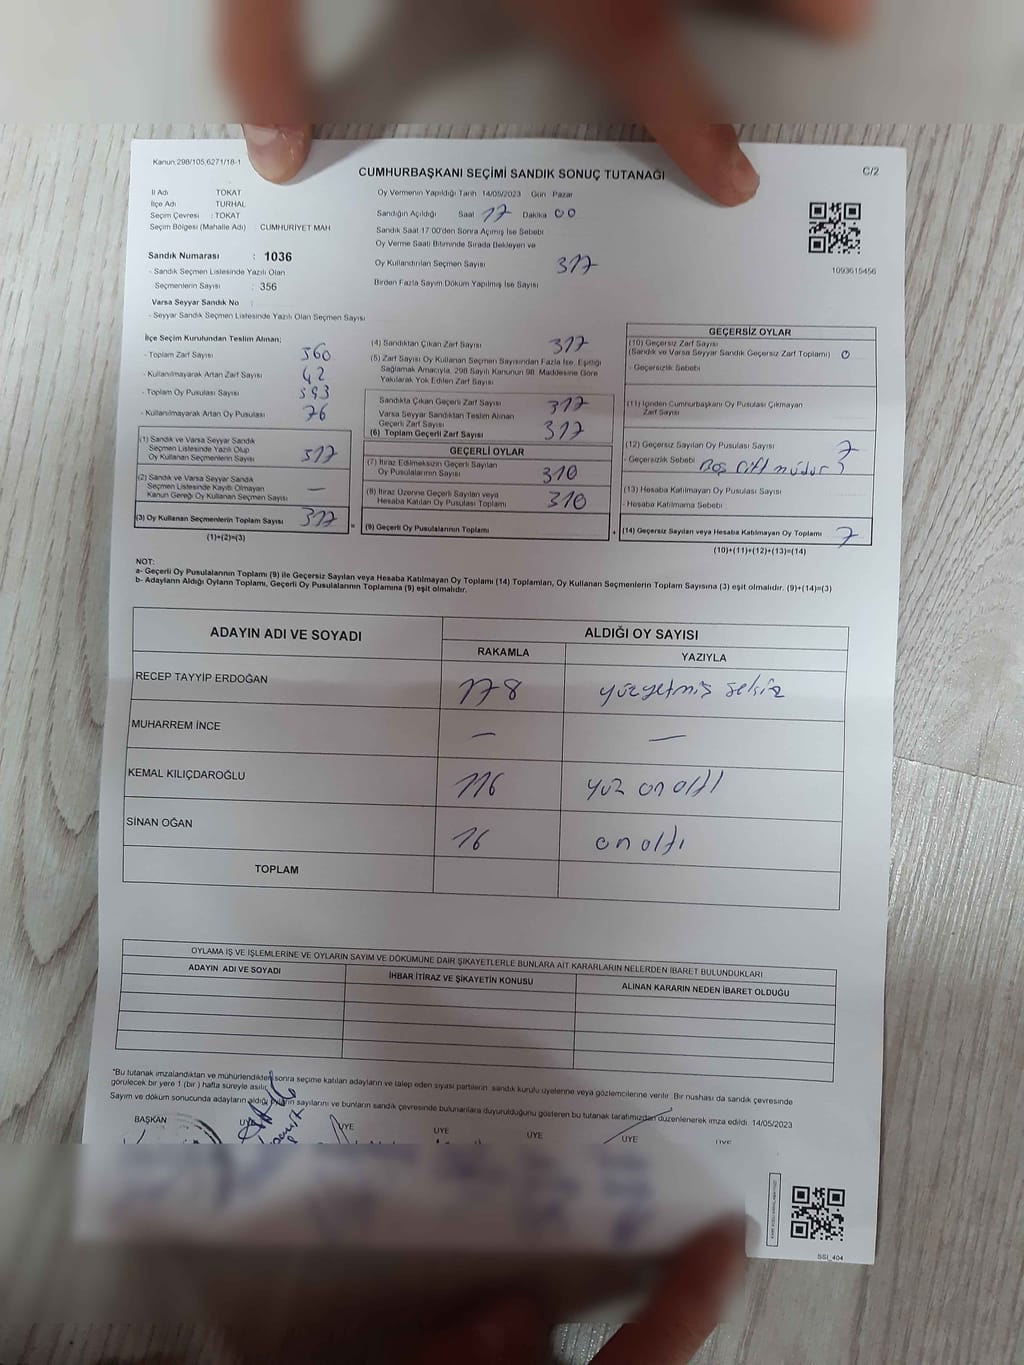 Kanun:298/105,6271/18-1
CUMHURBAŞKANI SEÇİMİ SANDIK SONUÇ TUTANAĞI
C/2
İl Adı TOKAT
İlçe Adı TURHAL
Seçim Çevresi : TOKAT
Seçim Bölgesi (Mahalle Adı) CUMHURİYET MAH
Sandık Numarası : 1036
- Sandık Seçmen Listesinde Yazılı Olan
Seçmenlerin Sayısı : 356
Varsa Seyyar Sandık No :
- Seyyar Sandık Seçmen Listesinde Yazılı Olan Seçmen Sayısı
Oy Vermenin Yapıldığı Tarih 14/05/2023 Gün Pazar
Sandığın Açıldığı Saat 17 Dakika 00
Sandık Saat 17:00'den Sonra Açılmış İse Sebebi
Oy Verme Saati Bitiminde Sırada Bekleyen ve
Oy Kullandırılan Seçmen Sayısı 317
Birden Fazla Sayım Döküm Yapılmış İse Sayısı
1093615456
İlçe Seçim Kurulundan Teslim Alınan;
- Toplam Zarf Sayısı 360
- Kullanılmayarak Artan Zarf Sayısı 42
- Toplam Oy Pusulası Sayısı 393
- Kullanılmayarak Artan Oy Pusulası 76
(1) Sandık ve Varsa Seyyar Sandık
Seçmen Listesinde Yazılı Olup
Oy Kullanan Seçmenlerin Sayısı 317
(2) Sandık ve Varsa Seyyar Sandık
Seçmen Listesinde Kayıtlı Olmayan
Kanun Gereği Oy Kullanan Seçmen Sayısı —
(3) Oy Kullanan Seçmenlerin Toplam Sayısı 317
(1)+(2)=(3)
(4) Sandıktan Çıkan Zarf Sayısı 317
(5) Zarf Sayısı Oy Kullanan Seçmen Sayısından Fazla İse, Eşitliği
Sağlamak Amacıyla, 298 Sayılı Kanunun 98. Maddesine Göre
Yakılarak Yok Edilen Zarf Sayısı
Sandıkta Çıkan Geçerli Zarf Sayısı 317
Varsa Seyyar Sandıktan Teslim Alınan
Geçerli Zarf Sayısı
(6) Toplam Geçerli Zarf Sayısı 317
GEÇERLİ OYLAR
(7) İtiraz Edilmeksizin Geçerli Sayılan
Oy Pusulalarının Sayısı 310
(8) İtiraz Üzerine Geçerli Sayılan veya
Hesaba Katılan Oy Pusulası Toplamı 310
= (9) Geçerli Oy Pusulalarının Toplamı +
GEÇERSİZ OYLAR
(10) Geçersiz Zarf Sayısı
(Sandık ve Varsa Seyyar Sandık Geçersiz Zarf Toplamı) 0
- Geçersizlik Sebebi
(11) İçinden Cumhurbaşkanı Oy Pusulası Çıkmayan
Zarf Sayısı
(12) Geçersiz Sayılan Oy Pusulası Sayısı 7
- Geçersizlik Sebebi Boş Çift
(13) Hesaba Katılmayan Oy Pusulası Sayısı
- Hesaba Katılmama Sebebi
(14) Geçersiz Sayılan veya Hesaba Katılmayan Oy Toplamı 7
(10)+(11)+(12)+(13)=(14)
NOT:
a- Geçerli Oy Pusulalarının Toplamı (9) ile Geçersiz Sayılan veya Hesaba Katılmayan Oy Toplamı (14) Toplamları, Oy Kullanan Seçmenlerin Toplam Sayısına (3) eşit olmalıdır. (9)+(14)=(3)
b- Adayların Aldığı Oyların Toplamı, Geçerli Oy Pusulalarının Toplamına (9) eşit olmalıdır.
ADAYIN ADI VE SOYADI ALDIĞI OY SAYISI
RAKAMLA YAZIYLA
RECEP TAYYİP ERDOĞAN 178 yüzyetmiş sekiz
MUHARREM İNCE — —
KEMAL KILIÇDAROĞLU 116 yüz on altı
SİNAN OĞAN 16 on altı
TOPLAM
OYLAMA İŞ VE İŞLEMLERİNE VE OYLARIN SAYIM VE DÖKÜMÜNE DAİR ŞİKAYETLERLE BUNLARA AİT KARARLARIN NELERDEN İBARET BULUNDUKLARI
ADAYIN ADI VE SOYADI İHBAR İTİRAZ VE ŞİKAYETİN KONUSU ALINAN KARARIN NEDEN İBARET OLDUĞU
*Bu tutanak imzalandıktan ve mühürlendikten sonra seçime katılan adayların ve talep eden siyasi partilerin sandık kurulu üyelerine veya gözlemcilerine verilir. Bir nushası da sandık çevresinde
görülecek bir yere 1 (bir) hafta süreyle asılır.
Sayım ve döküm sonucunda adayların aldığı oyların sayılarını ve bunların sandık çevresinde bulunanlara duyurulduğunu gösteren bu tutanak tarafımızdan düzenlenerek imza edildi. 14/05/2023
BAŞKAN ÜYE ÜYE ÜYE ÜYE ÜYE ÜYE
SSI_404